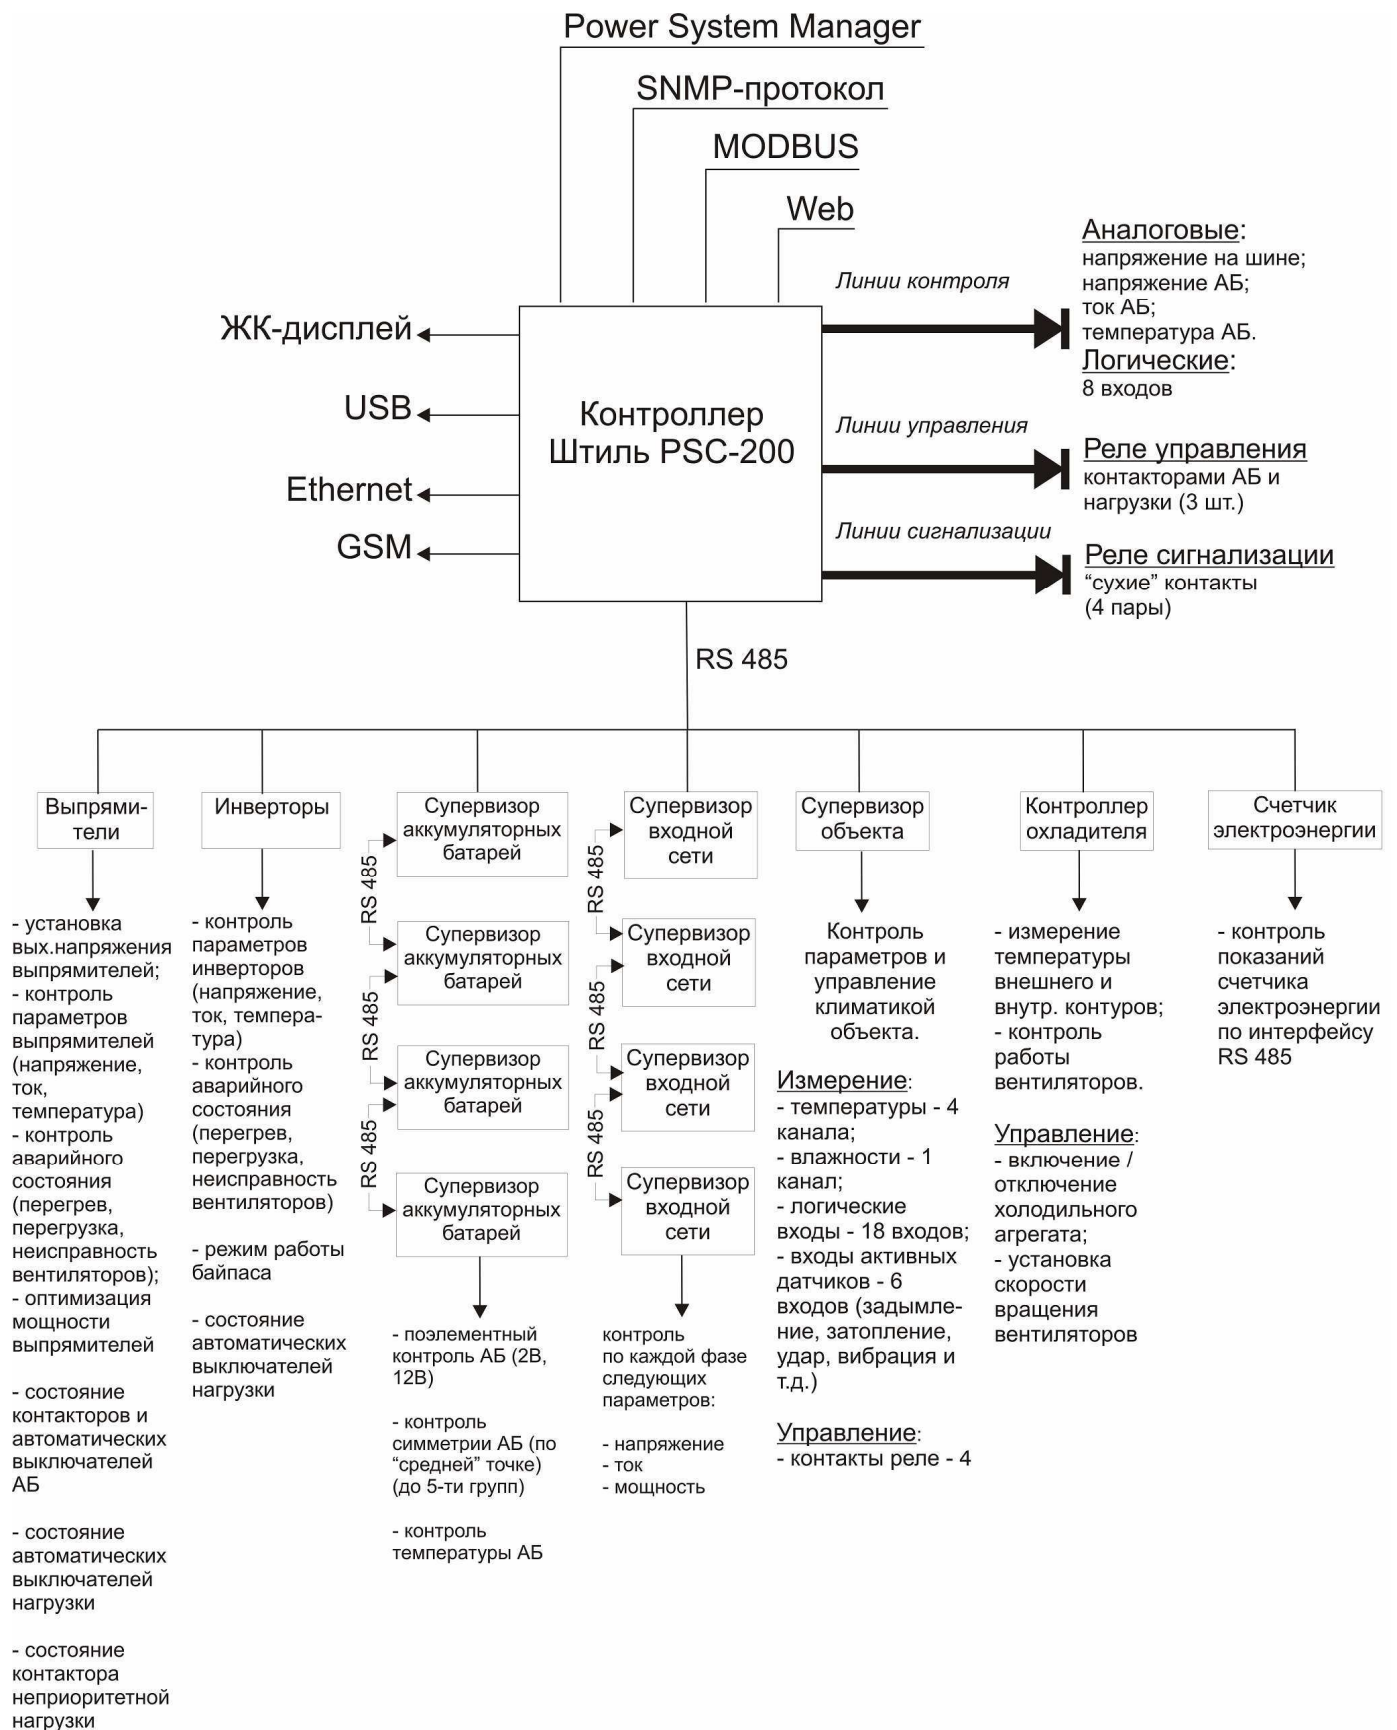 Power System Manager
SNMP-протокол
MODBUS
Web
ЖК-дисплей
USB
Ethernet
GSM
Контроллер
Штиль PSC-200
Линии контроля
Аналоговые:
напряжение на шине;
напряжение АБ;
ток АБ;
температура АБ.
Логические:
8 входов
Линии управления
Реле управления
контакторами АБ и
нагрузки (3 шт.)
Линии сигнализации
Реле сигнализации
“сухие” контакты
(4 пары)
RS 485
Выпрями-
тели
- установка
вых.напряжения
выпрямителей;
- контроль
параметров
выпрямителей
(напряжение,
ток,
температура)
- контроль
аварийного
состояния
(перегрев,
перегрузка,
неисправность
вентиляторов);
- оптимизация
мощности
выпрямителей
- состояние
контакторов и
автоматических
выключателей
АБ
- состояние
автоматических
выключателей
нагрузки
- состояние
контактора
неприоритетной
нагрузки
Инверторы
- контроль
параметров
инверторов
(напряжение,
ток, темпера-
тура)
- контроль
аварийного
состояния
(перегрев,
перегрузка,
неисправность
вентиляторов)
- режим работы
байпаса
- состояние
автоматических
выключателей
нагрузки
Супервизор
аккумуляторных
батарей
RS 485
Супервизор
аккумуляторных
батарей
RS 485
Супервизор
аккумуляторных
батарей
RS 485
Супервизор
аккумуляторных
батарей
- поэлементный
контроль АБ (2В,
12В)
- контроль
симметрии АБ (по
“средней” точке)
(до 5-ти групп)
- контроль
температуры АБ
Супервизор
входной
сети
RS 485
Супервизор
входной
сети
RS 485
Супервизор
входной
сети
RS 485
Супервизор
входной
сети
контроль
по каждой фазе
следующих
параметров:
- напряжение
- ток
- мощность
Супервизор
объекта
Контроль
параметров и
управление
климатикой
объекта.
Измерение:
- температуры - 4
канала;
- влажности - 1
канал;
- логические
входы - 18 входов;
- входы активных
датчиков - 6
входов (задымле-
ние, затопление,
удар, вибрация и
т.д.)
Управление:
- контакты реле - 4
Контроллер
охладителя
- измерение
температуры
внешнего и
внутр. контуров;
- контроль
работы
вентиляторов.
Управление:
- включение /
отключение
холодильного
агрегата;
- установка
скорости
вращения
вентиляторов
Счетчик
электроэнергии
- контроль
показаний
счетчика
электроэнергии
по интерфейсу
RS 485